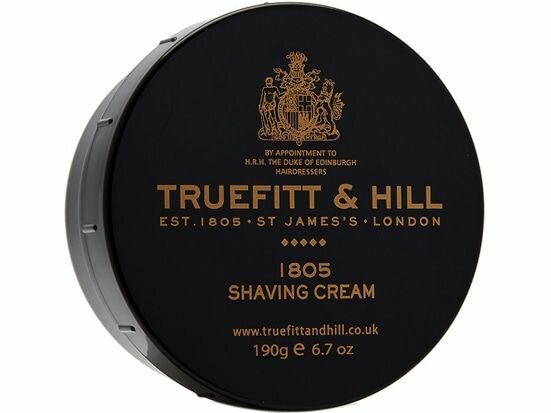 BY APPOINTMENT TO
H.R.H. THE DUKE OF EDINBURGH
HAIRDRESSERS
TRUEFITT & HILL
EST.1805 • ST JAMES'S • LONDON
1805
SHAVING CREAM
www.truefittandhill.co.uk
190g e 6.7 oz